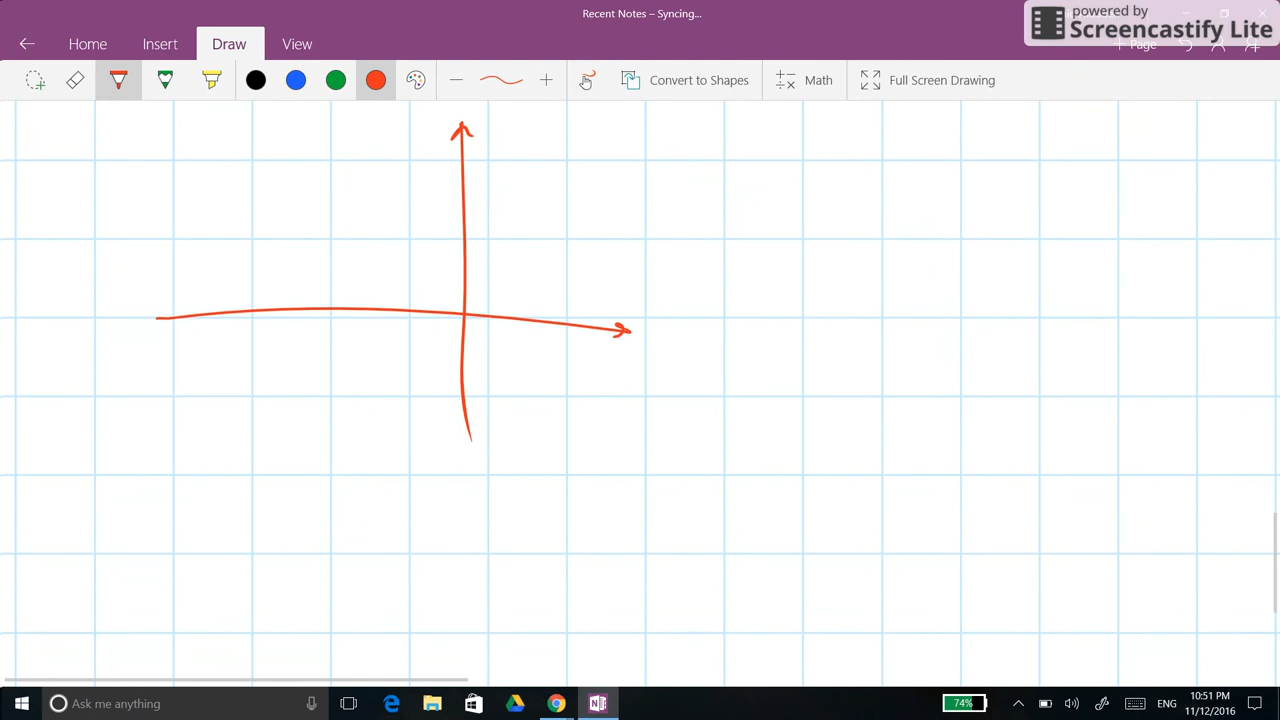 Recent Notes – Syncing...
powered by
Screencastify Lite
Home
Insert
Draw
View
Page
Convert to Shapes
Math
Full Screen Drawing
Ask me anything
74%
ENG
10:51 PM
11/12/2016